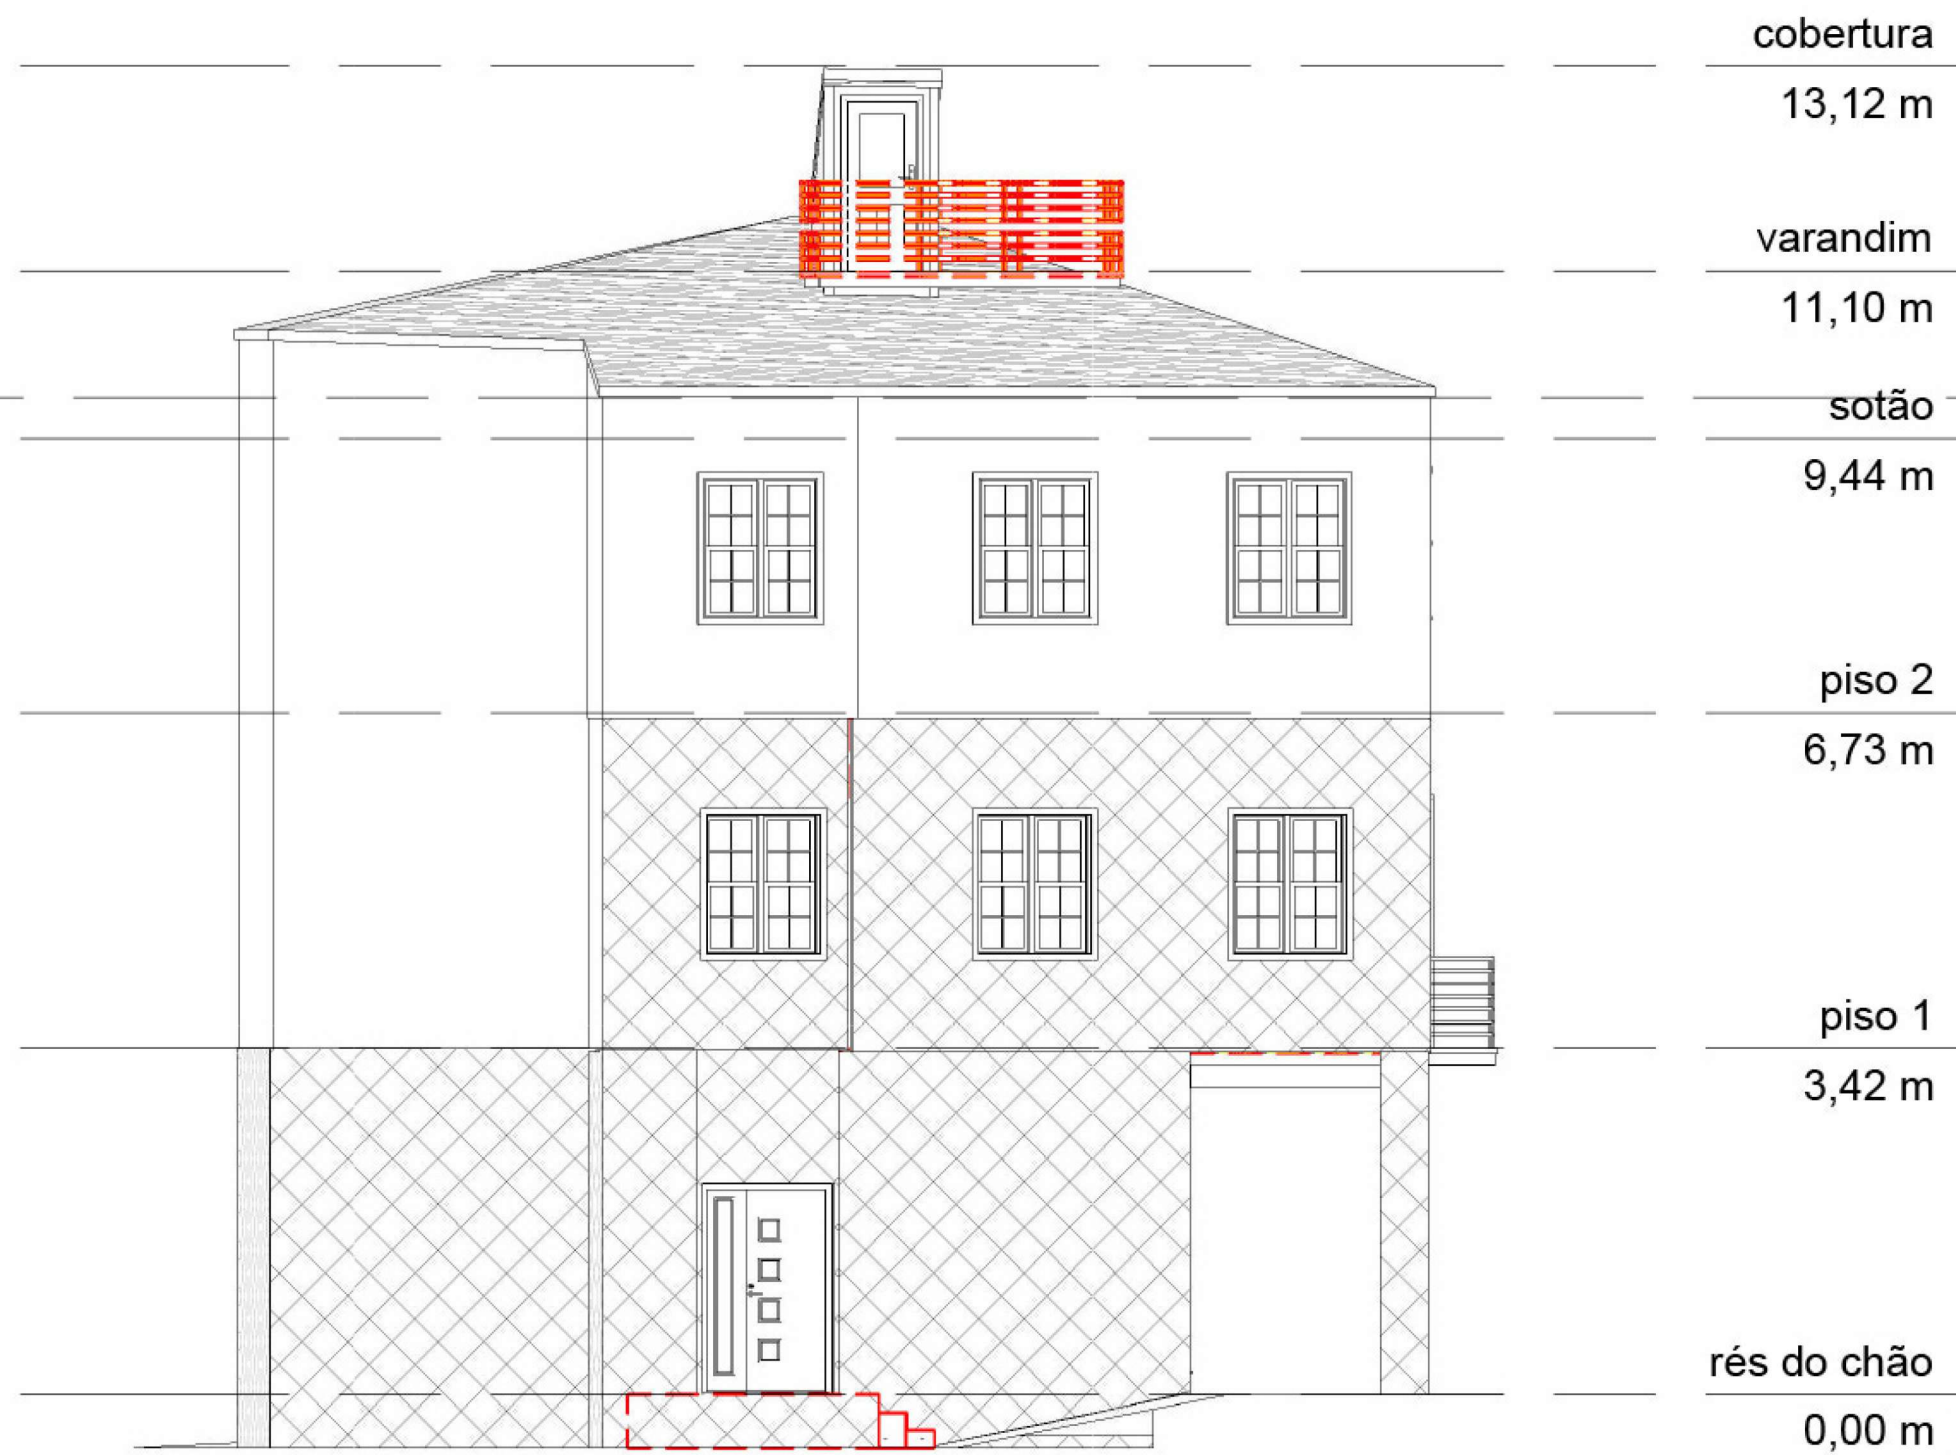 cobertura
13,12 m
varandim
11,10 m
sotão
9,44 m
piso 2
6,73 m
piso 1
3,42 m
rés do chão
0,00 m